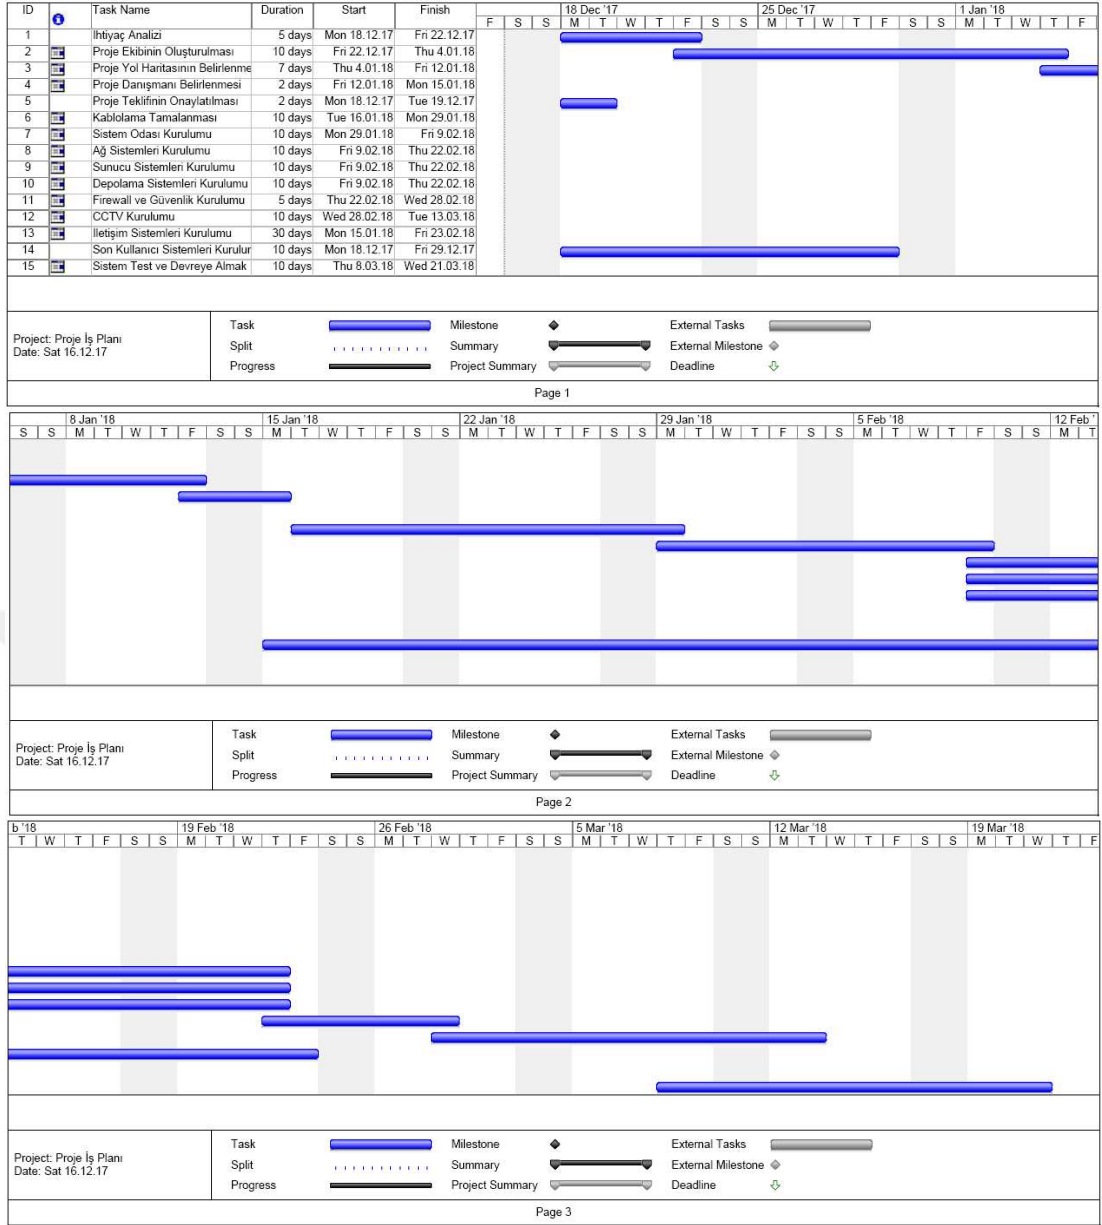 ID Task Name Duration Start Finish 18 Dec '17 25 Dec '17 1 Jan '18
F S S M T W T F S S M T W T F S S M T W T F
1 İhtiyaç Analizi 5 days Mon 18.12.17 Fri 22.12.17
2 Proje Ekibinin Oluşturulması 10 days Fri 22.12.17 Thu 4.01.18
3 Proje Yol Haritasının Belirlenme 7 days Thu 4.01.18 Fri 12.01.18
4 Proje Danışmanı Belirlenmesi 2 days Fri 12.01.18 Mon 15.01.18
5 Proje Teklifinin Onaylatılması 2 days Mon 18.12.17 Tue 19.12.17
6 Kablolama Tamalanması 10 days Tue 16.01.18 Mon 29.01.18
7 Sistem Odası Kurulumu 10 days Mon 29.01.18 Fri 9.02.18
8 Ağ Sistemleri Kurulumu 10 days Fri 9.02.18 Thu 22.02.18
9 Sunucu Sistemleri Kurulumu 10 days Fri 9.02.18 Thu 22.02.18
10 Depolama Sistemleri Kurulumu 10 days Fri 9.02.18 Thu 22.02.18
11 Firewall ve Güvenlik Kurulumu 5 days Thu 22.02.18 Wed 28.02.18
12 CCTV Kurulumu 10 days Wed 28.02.18 Tue 13.03.18
13 İletişim Sistemleri Kurulumu 30 days Mon 15.01.18 Fri 23.02.18
14 Son Kullanıcı Sistemleri Kurulur 10 days Mon 18.12.17 Fri 29.12.17
15 Sistem Test ve Devreye Almak 10 days Thu 8.03.18 Wed 21.03.18
Project: Proje İş Planı
Date: Sat 16.12.17
Task Milestone External Tasks
Split Summary External Milestone
Progress Project Summary Deadline
Page 1
8 Jan '18 15 Jan '18 22 Jan '18 29 Jan '18 5 Feb '18 12 Feb '
S S M T W T F S S M T W T F S S M T W T F S S M T W T F S S M T W T F S S M T
Project: Proje İş Planı
Date: Sat 16.12.17
Task Milestone External Tasks
Split Summary External Milestone
Progress Project Summary Deadline
Page 2
b '18 19 Feb '18 26 Feb '18 5 Mar '18 12 Mar '18 19 Mar '18
T W T F S S M T W T F S S M T W T F S S M T W T F S S M T W T F S S M T W T F
Project: Proje İş Planı
Date: Sat 16.12.17
Task Milestone External Tasks
Split Summary External Milestone
Progress Project Summary Deadline
Page 3